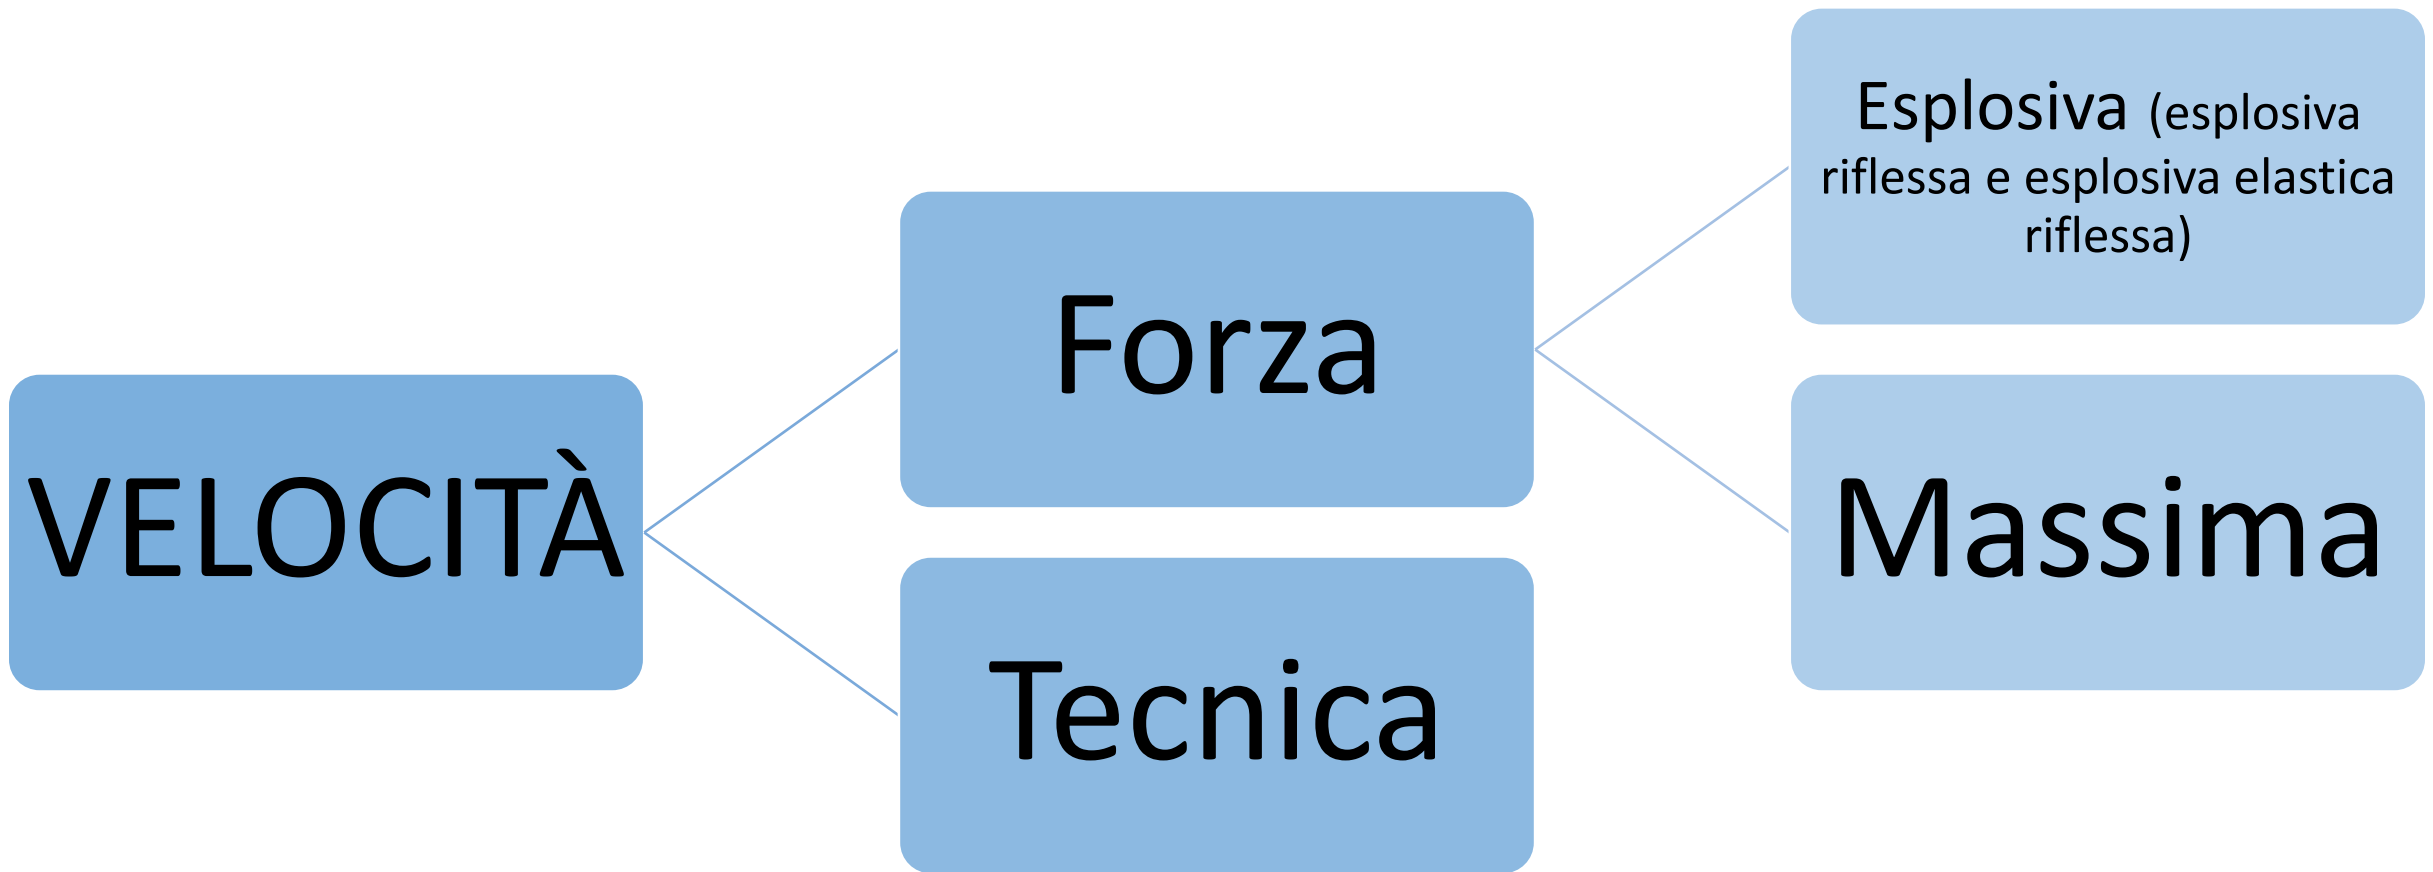 VELOCITÀ
Forza
Tecnica
Esplosiva (esplosiva
riflessa e esplosiva elastica
riflessa)
Massima